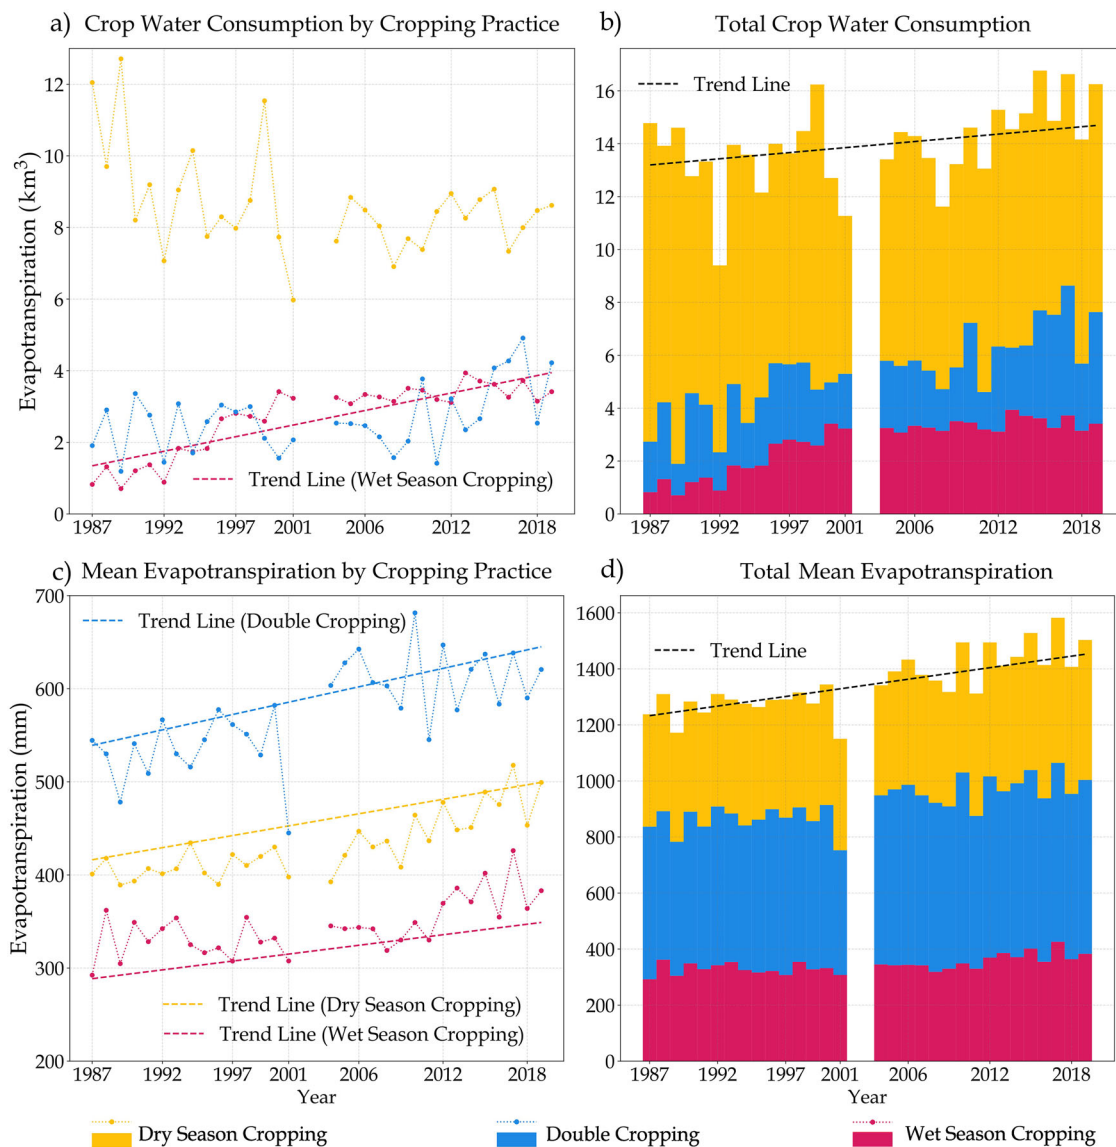 a) Crop Water Consumption by Cropping Practice
Evapotranspiration (km³)
12
10
8
6
4
2
0
Trend Line (Wet Season Cropping)
1987 1992 1997 2001 2006 2012 2018
b) Total Crop Water Consumption
Trend Line
16
14
12
10
8
6
4
2
0
1987 1992 1997 2001 2006 2012 2018
c) Mean Evapotranspiration by Cropping Practice
Evapotranspiration (mm)
700
600
500
400
300
200
Trend Line (Double Cropping)
Trend Line (Dry Season Cropping)
Trend Line (Wet Season Cropping)
1987 1992 1997 2001 2006 2012 2018
Year
d) Total Mean Evapotranspiration
Trend Line
1600
1400
1200
1000
800
600
400
200
0
1987 1992 1997 2001 2006 2012 2018
Year
Dry Season Cropping Double Cropping Wet Season Cropping